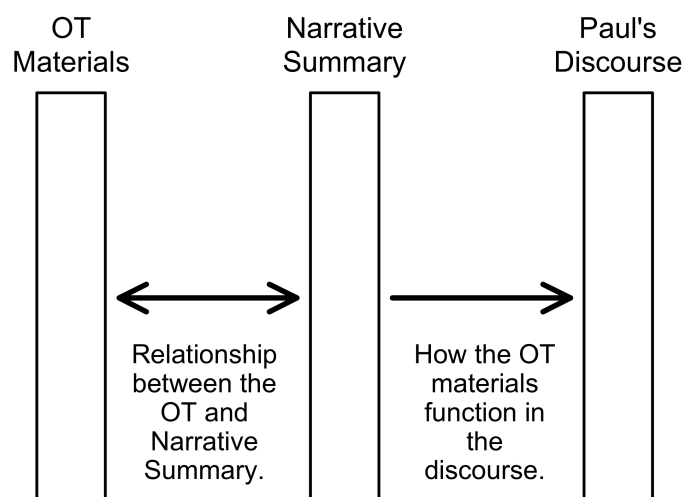 OT
Materials
Narrative
Summary
Paul's
Discourse
Relationship
between the
OT and
Narrative
Summary.
How the OT
materials
function in
the
discourse.